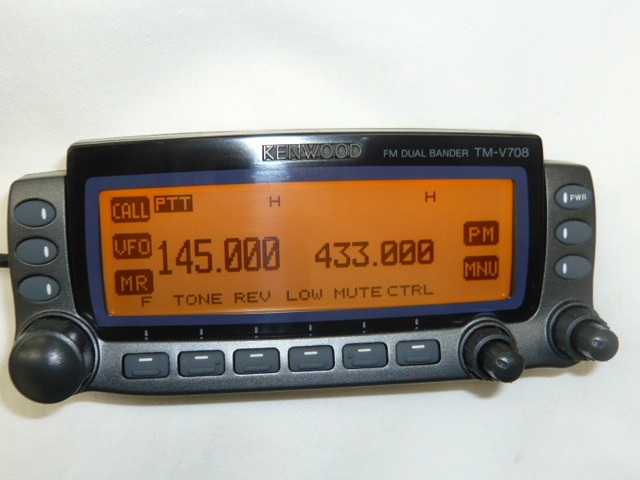 KENWOOD FM DUAL BANDER TM-V708
CALL PTT H H PWR
VFO 145.000 433.000 PM
MR MNU
F TONE REV LOW MUTE CTRL